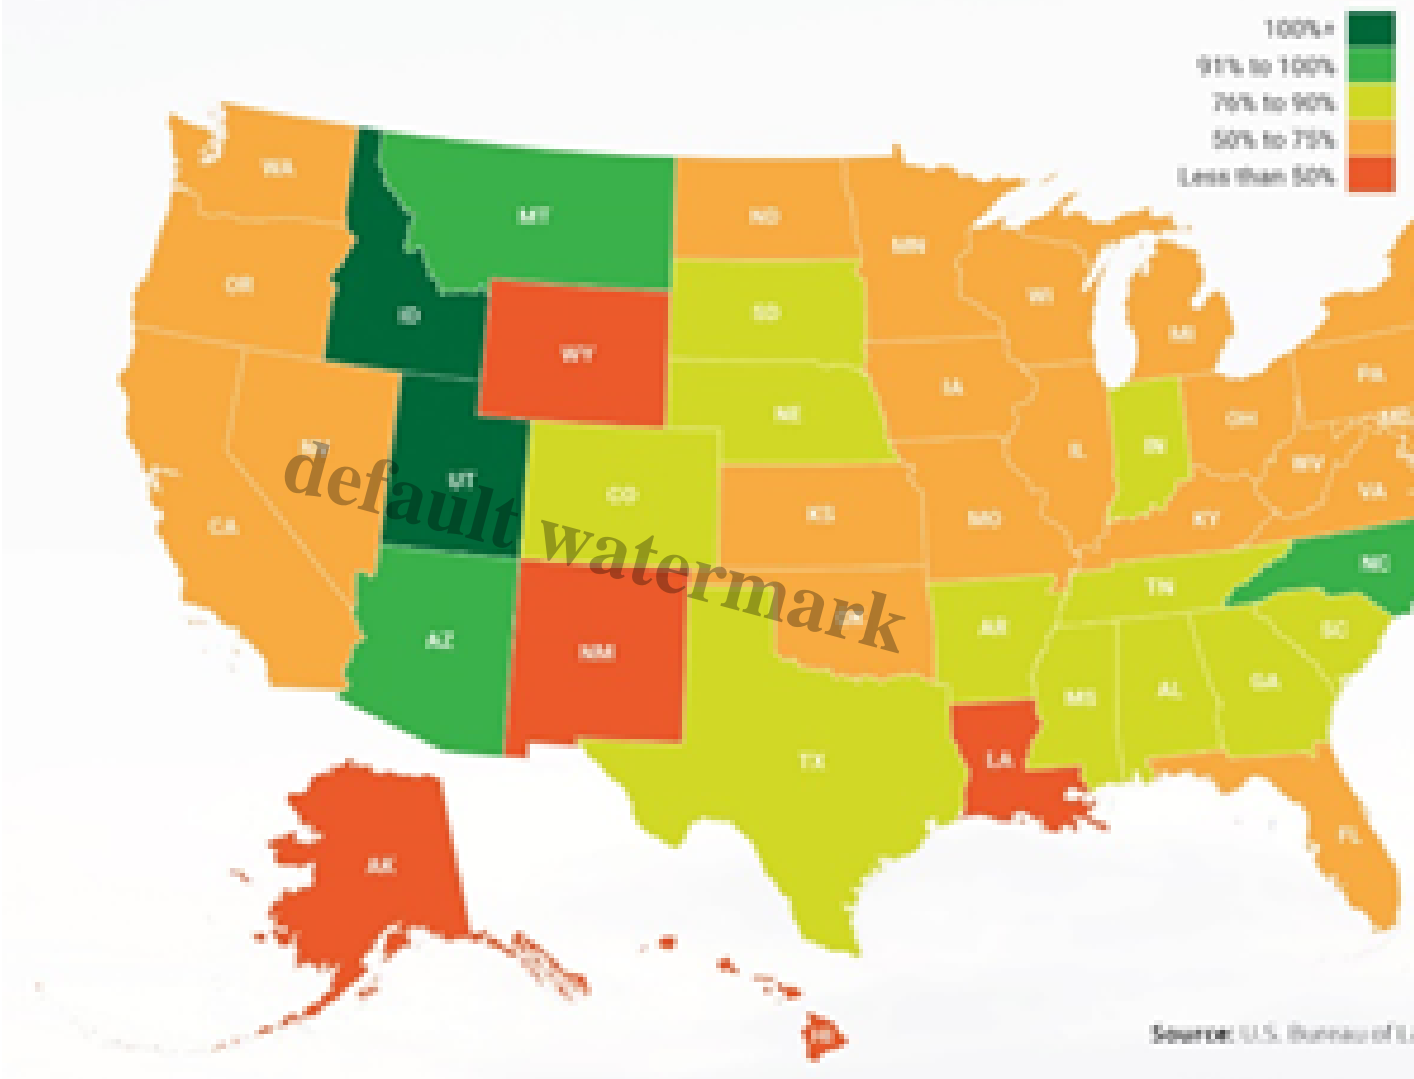 100%+
91% to 100%
76% to 90%
50% to 75%
Less than 50%
WA
MT
ND
MN
OR
ID
SD
WI
MI
WY
IA
PA
NE
OH
IN
IL
WV
UT
CO
VA
CA
KS
MO
KY
default watermark
NC
TN
AZ
NM
AR
SC
MS
AL
GA
TX
LA
FL
AK
HI
Source: U.S. Bureau of L